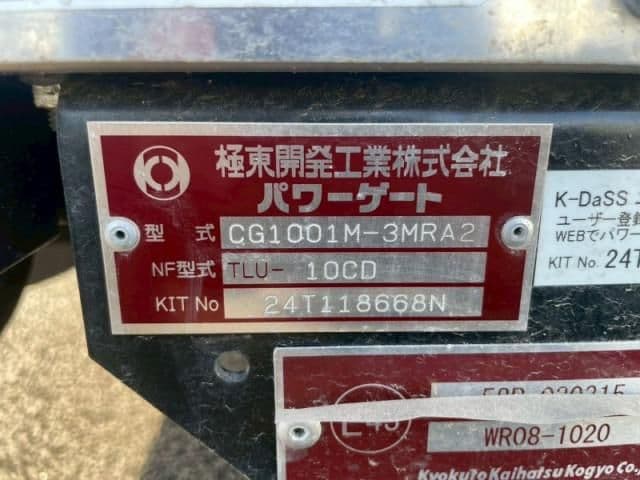 極東開発工業株式会社
パワーゲート
型 式 CG1001M-3MRA2
NF型式 TLU- 10CD
KIT No 24T118668N
K-DaSS
ユーザー登録
WEBでパワー
KIT No. 24T
WR08-1020
Kyokuto Kaihatsu Kogyo Co.,